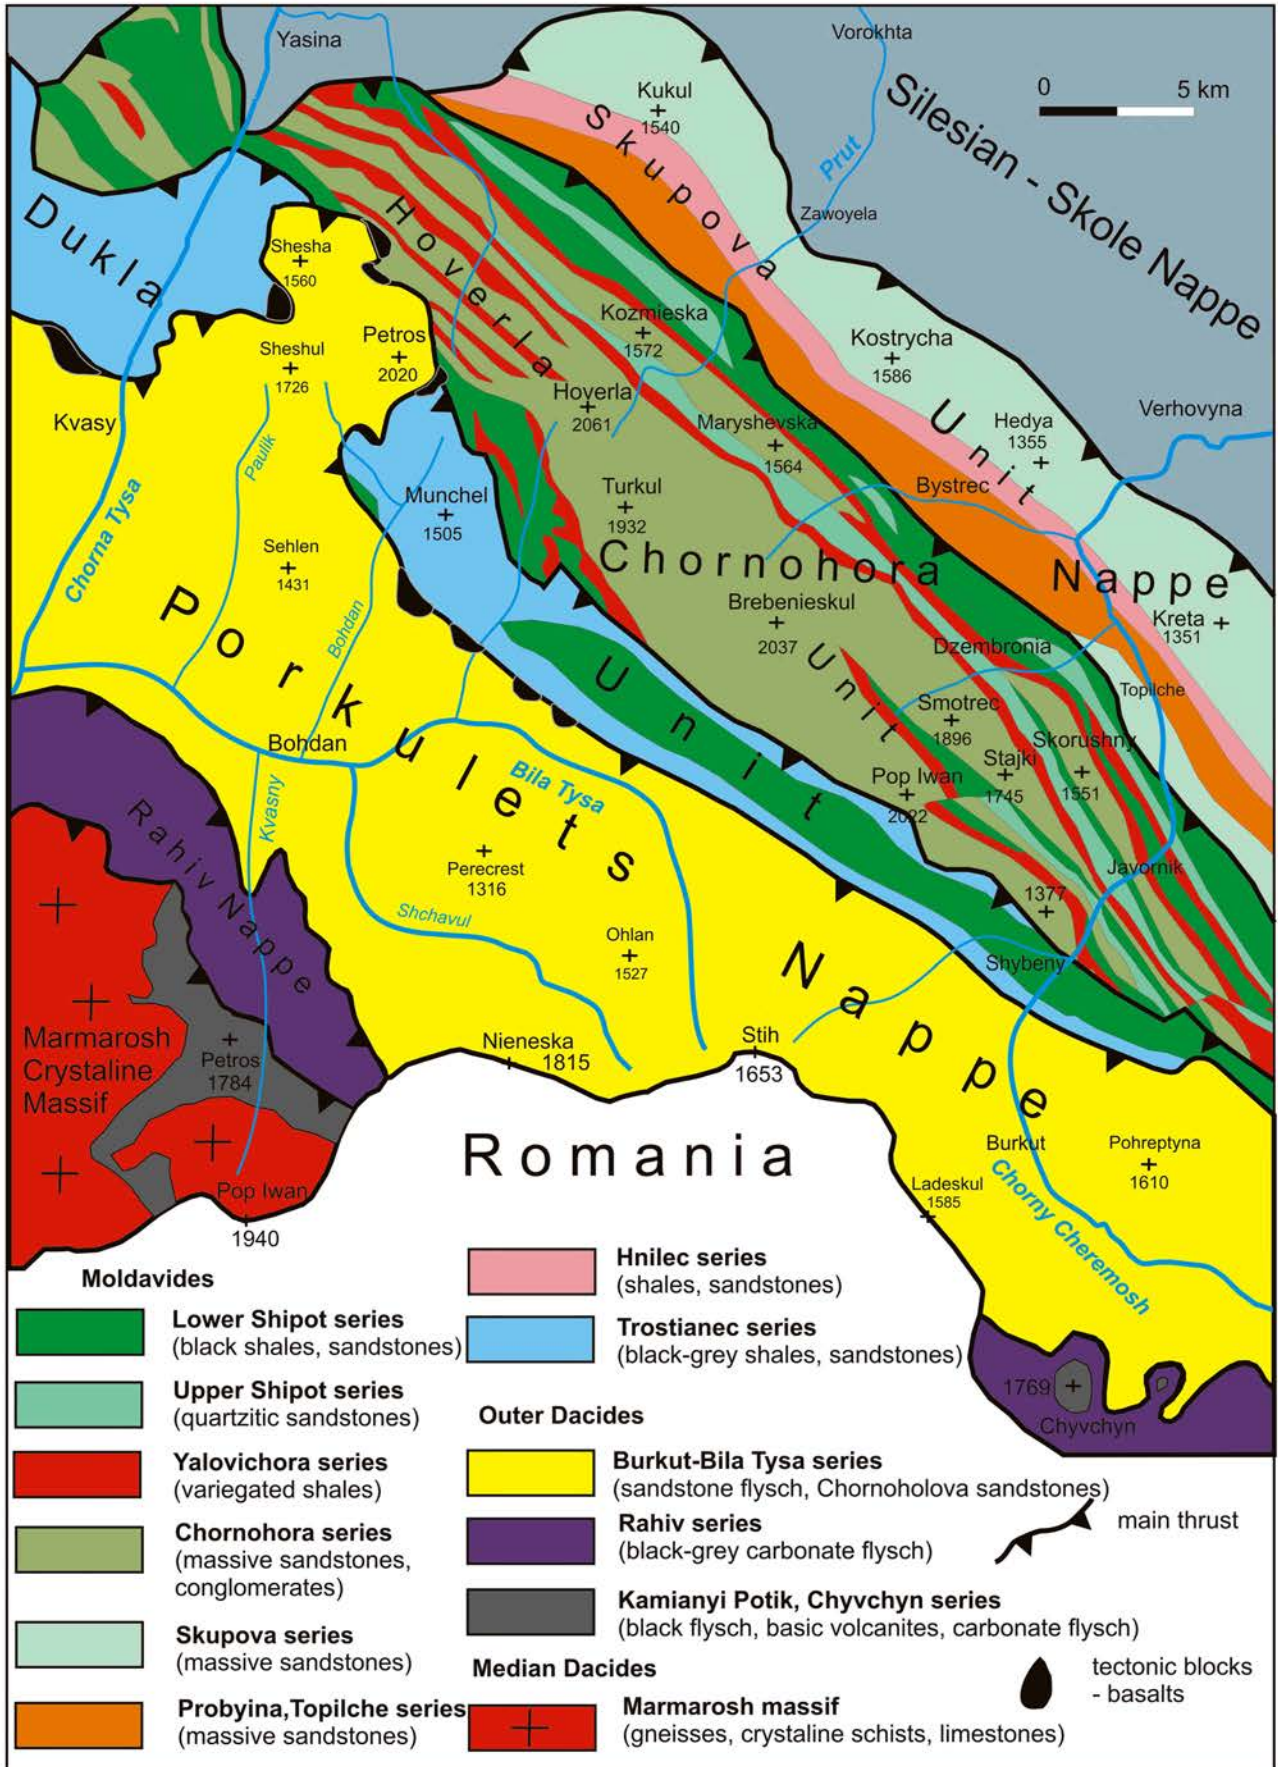 Yasina
Vorokhta
0 5 km
Kukul
1540
Silesian - Skole Nappe
Skupova
Unit
Prut
Zawoyela
Dukla
Unit
Hoverla
Unit
Shesha
1560
Petros
2020
Sheshul
1726
Kozmieska
1572
Kostrycha
1586
Hoverla
2061
Maryshevska
1564
Hedya
1355
Verhovyna
Kvasy
Paulik
Chorna Tysa
Munchel
1505
Turkul
1932
Bystrec
Sehlen
1431
Chornohora Nappe
Brebenieskul
2037
Kreta
1351
Porkulets
Nappe
Bohdan
Dzembronia
Topilche
Smotrec
1896
Skorushny
1551
Stajki
1745
Pop Iwan
2022
Bohdan
Bila Tysa
Kvasny
Rahiv Nappe
Perecrest
1316
Javornik
1377
Shchavul
Ohlan
1527
Shybeny
Marmarosh
Crystaline
Massif
Petros
1784
Nieneska
1815
Stih
1653
Romania
Burkut
Pohreptyna
1610
Chorny Cheremosh
Ladeskul
1585
Pop Iwan
1940
1769
Chyvchyn
Moldavides
Lower Shipot series
(black shales, sandstones)
Upper Shipot series
(quartzitic sandstones)
Yalovichora series
(variegated shales)
Chornohora series
(massive sandstones,
conglomerates)
Skupova series
(massive sandstones)
Probyina,Topilche series
(massive sandstones)
Hnilec series
(shales, sandstones)
Trostianec series
(black-grey shales, sandstones)
Outer Dacides
Burkut-Bila Tysa series
(sandstone flysch, Chornoholova sandstones)
Rahiv series
(black-grey carbonate flysch)
Kamianyi Potik, Chyvchyn series
(black flysch, basic volcanites, carbonate flysch)
Median Dacides
Marmarosh massif
(gneisses, crystaline schists, limestones)
main thrust
tectonic blocks
- basalts